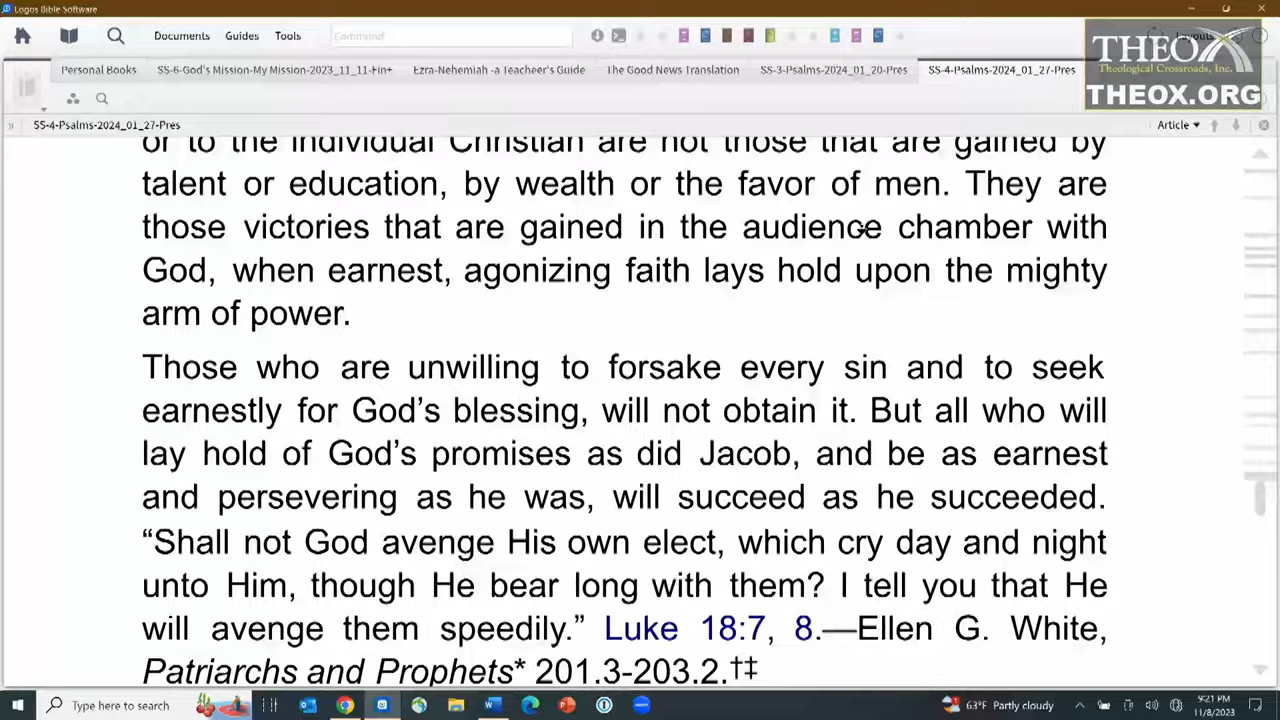 Logos Bible Software
Documents Guides Tools Command Layouts
THEOX
Theological Crossroads, Inc.
THEOX.ORG
Personal Books SS-6-God's Mission-My Mission-2023_11_11-Fin+ The Good News Translation SS-3-Psalms-2024_01_20-Pres SS-4-Psalms-2024_01_27-Pres
SS-4-Psalms-2024_01_27-Pres Article
or to the individual Christian are not those that are gained by
talent or education, by wealth or the favor of men. They are
those victories that are gained in the audience chamber with
God, when earnest, agonizing faith lays hold upon the mighty
arm of power.
Those who are unwilling to forsake every sin and to seek
earnestly for God’s blessing, will not obtain it. But all who will
lay hold of God’s promises as did Jacob, and be as earnest
and persevering as he was, will succeed as he succeeded.
“Shall not God avenge His own elect, which cry day and night
unto Him, though He bear long with them? I tell you that He
will avenge them speedily.” Luke 18:7, 8.—Ellen G. White,
Patriarchs and Prophets* 201.3-203.2.†‡
Type here to search 63°F Partly cloudy 9:21 PM
11/8/2023